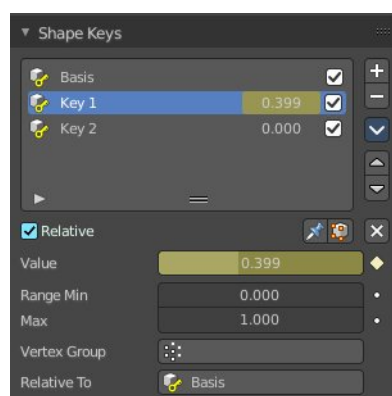 Shape Keys
Basis
Key 1 0.399
Key 2 0.000
Relative
Value 0.399
Range Min 0.000
Max 1.000
Vertex Group
Relative To Basis